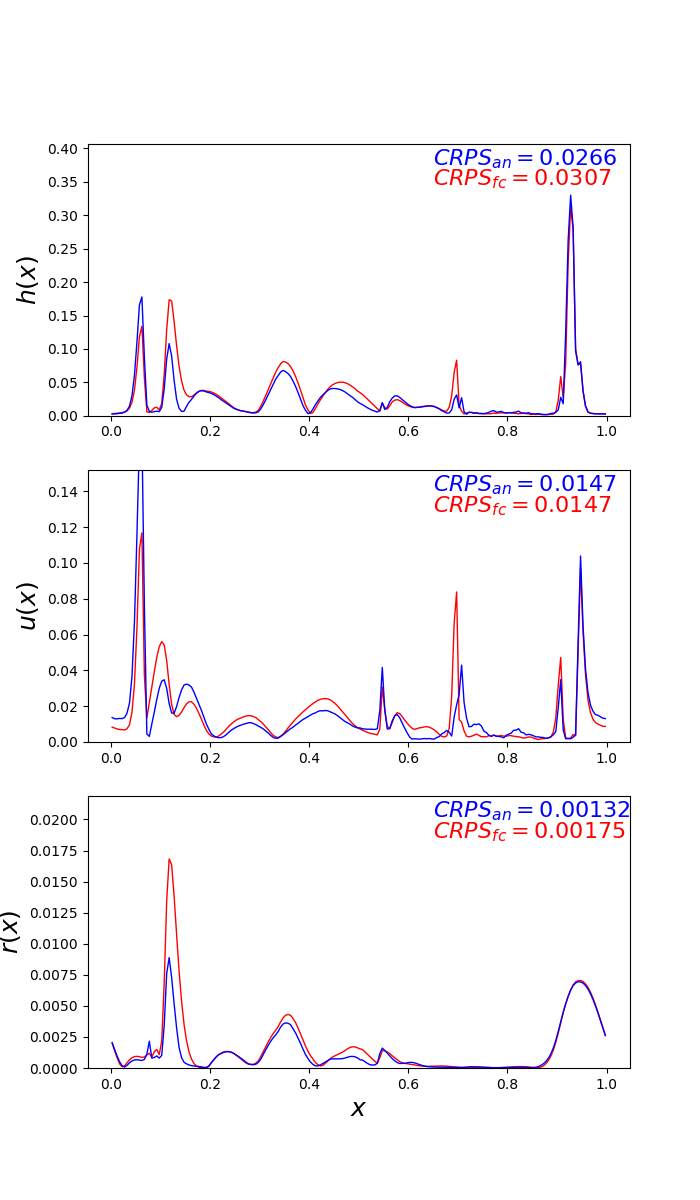 CRPS_an = 0.0266
CRPS_fc = 0.0307
h(x)
0.40
0.35
0.30
0.25
0.20
0.15
0.10
0.05
0.00
0.0 0.2 0.4 0.6 0.8 1.0
CRPS_an = 0.0147
CRPS_fc = 0.0147
u(x)
0.14
0.12
0.10
0.08
0.06
0.04
0.02
0.00
0.0 0.2 0.4 0.6 0.8 1.0
CRPS_an = 0.00132
CRPS_fc = 0.00175
r(x)
0.0200
0.0175
0.0150
0.0125
0.0100
0.0075
0.0050
0.0025
0.0000
0.0 0.2 0.4 0.6 0.8 1.0
x